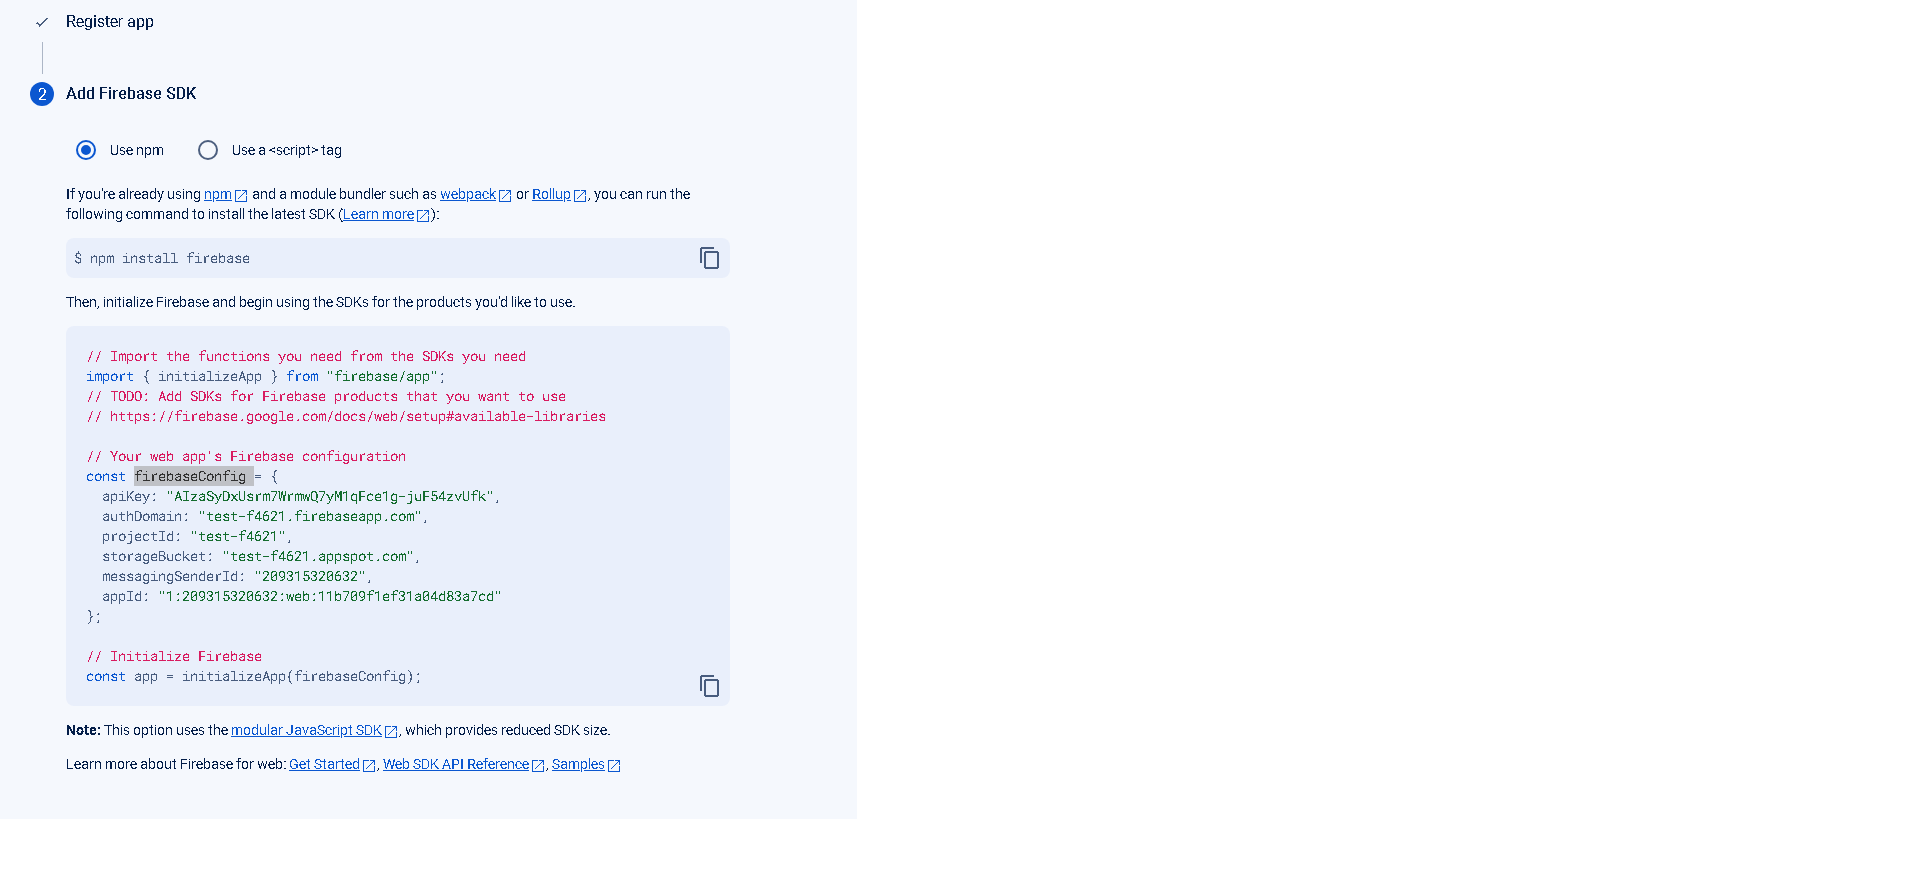 Register app
2 Add Firebase SDK
Use npm Use a <script> tag
If you're already using npm and a module bundler such as webpack or Rollup, you can run the
following command to install the latest SDK (Learn more):
$ npm install firebase
Then, initialize Firebase and begin using the SDKs for the products you'd like to use.
// Import the functions you need from the SDKs you need
import { initializeApp } from "firebase/app";
// TODO: Add SDKs for Firebase products that you want to use
// https://firebase.google.com/docs/web/setup#available-libraries
// Your web app's Firebase configuration
const firebaseConfig = {
apiKey: "AIzaSyDxUsrm7WrmwQ7yM1qFce1g-juF54zvUfk",
authDomain: "test-f4621.firebaseapp.com",
projectId: "test-f4621",
storageBucket: "test-f4621.appspot.com",
messagingSenderId: "209315320632",
appId: "1:209315320632:web:11b709f1ef31a04d83a7cd"
};
// Initialize Firebase
const app = initializeApp(firebaseConfig);
Note: This option uses the modular JavaScript SDK, which provides reduced SDK size.
Learn more about Firebase for web: Get Started, Web SDK API Reference, Samples